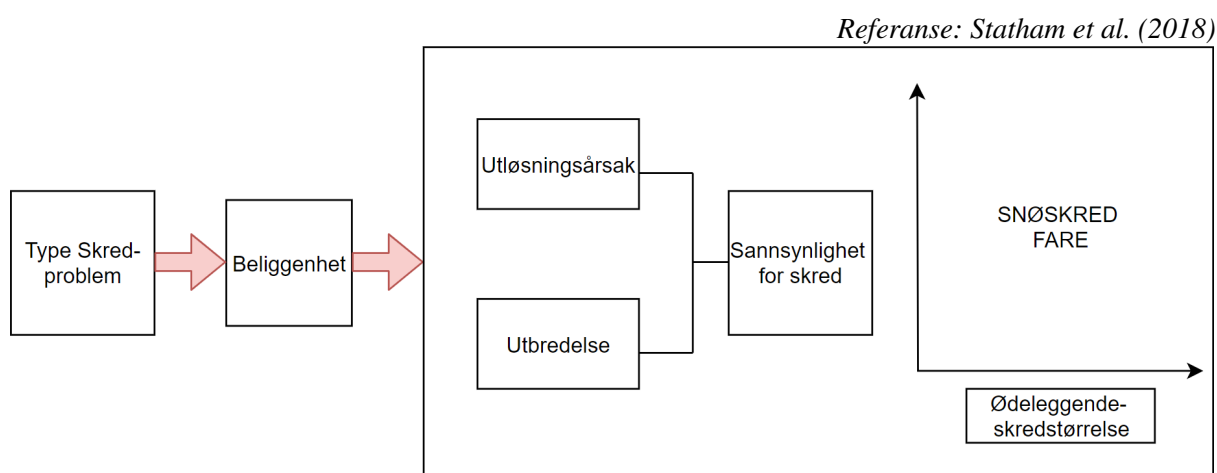 Referanse: Statham et al. (2018)
Type Skred-
problem
Beliggenhet
Utløsningsårsak
Utbredelse
Sannsynlighet
for skred
SNØSKRED
FARE
Ødeleggende-
skredstørrelse